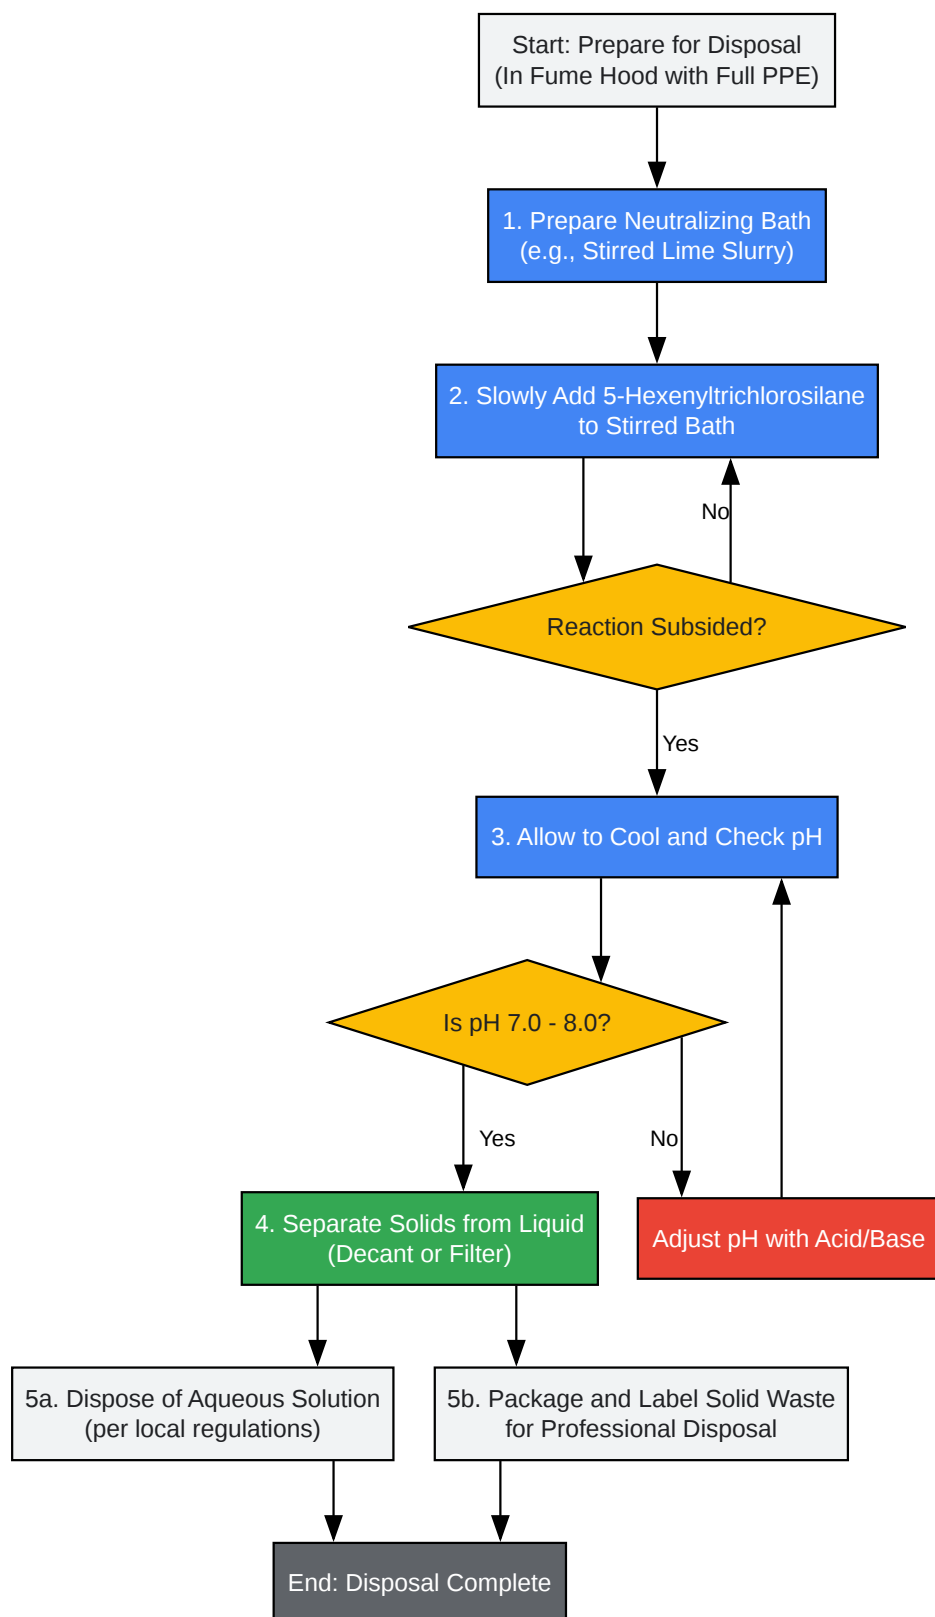 Start: Prepare for Disposal
(In Fume Hood with Full PPE)
1. Prepare Neutralizing Bath
(e.g., Stirred Lime Slurry)
2. Slowly Add 5-Hexenyltrichlorosilane
to Stirred Bath
No
Reaction Subsided?
Yes
3. Allow to Cool and Check pH
Is pH 7.0 - 8.0?
Yes
No
4. Separate Solids from Liquid
(Decant or Filter)
Adjust pH with Acid/Base
5a. Dispose of Aqueous Solution
(per local regulations)
5b. Package and Label Solid Waste
for Professional Disposal
End: Disposal Complete